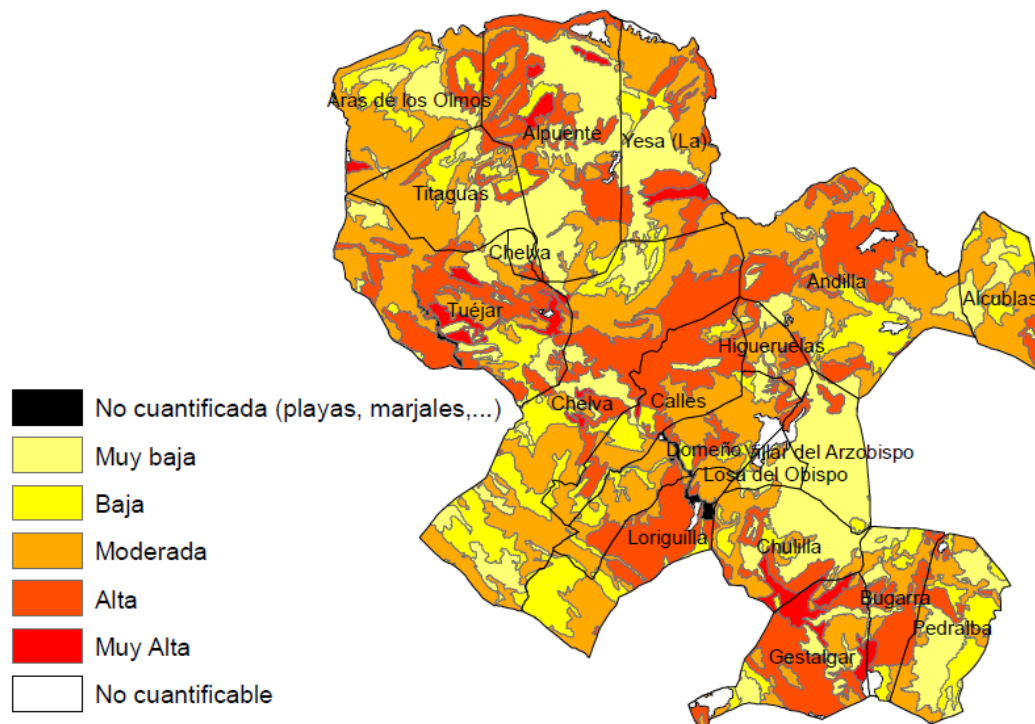 Aras de los Olmos
Alpuente
Yesa (La)
Titaguas
Chelva
Andilla
Alcublas
Tuéjar
Higueruelas
Chelva
Calles
Domeño
Villar del Arzobispo
Losa del Obispo
Loriguilla
Chulilla
Bugarra
Pedralba
Gestalgar
No cuantificada (playas, marjales,...)
Muy baja
Baja
Moderada
Alta
Muy Alta
No cuantificable